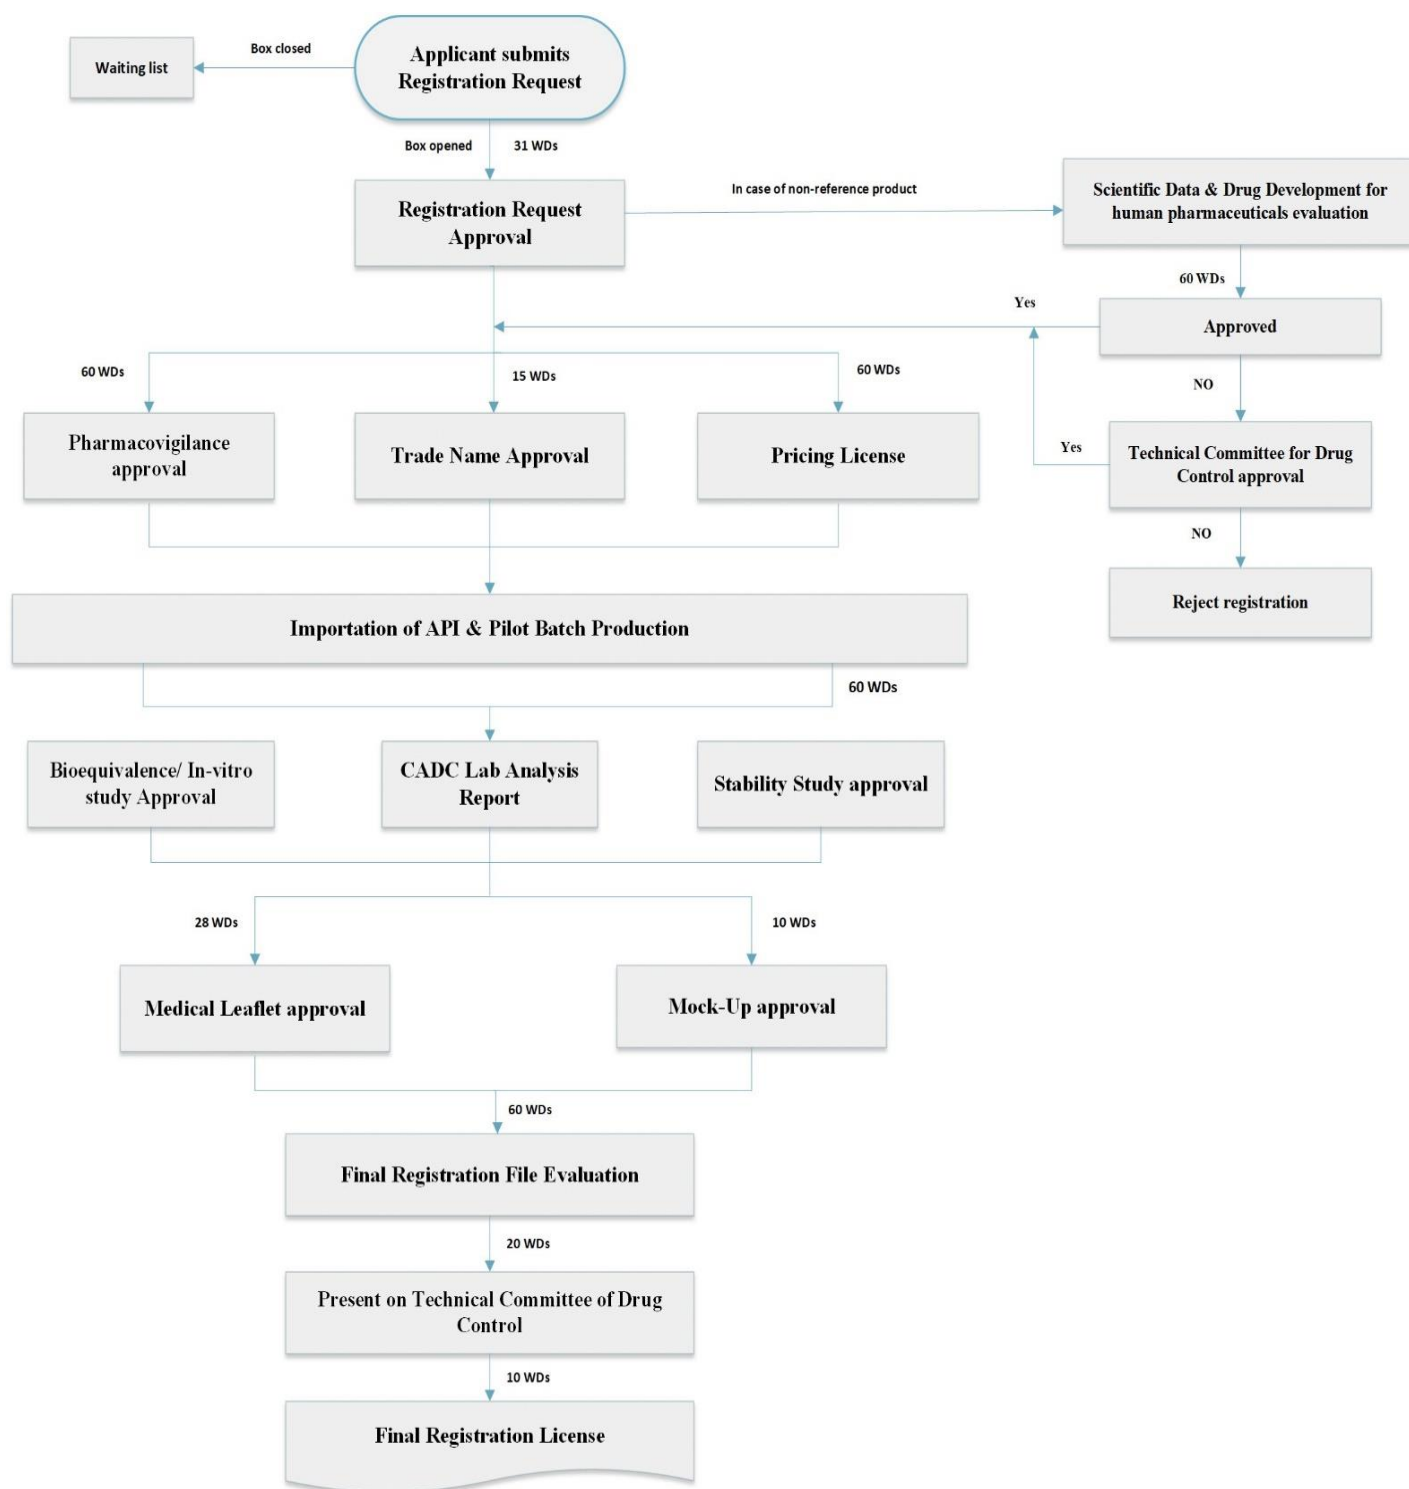 Box closed
Waiting list
Applicant submits
Registration Request
Box opened
31 WDs
Registration Request
Approval
In case of non-reference product
Scientific Data & Drug Development for
human pharmaceuticals evaluation
60 WDs
Yes
Approved
NO
60 WDs
15 WDs
60 WDs
Pharmacovigilance
approval
Trade Name Approval
Pricing License
Yes
Technical Committee for Drug
Control approval
NO
Reject registration
Importation of API & Pilot Batch Production
60 WDs
Bioequivalence/ In-vitro
study Approval
CADC Lab Analysis
Report
Stability Study approval
28 WDs
10 WDs
Medical Leaflet approval
Mock-Up approval
60 WDs
Final Registration File Evaluation
20 WDs
Present on Technical Committee of Drug
Control
10 WDs
Final Registration License